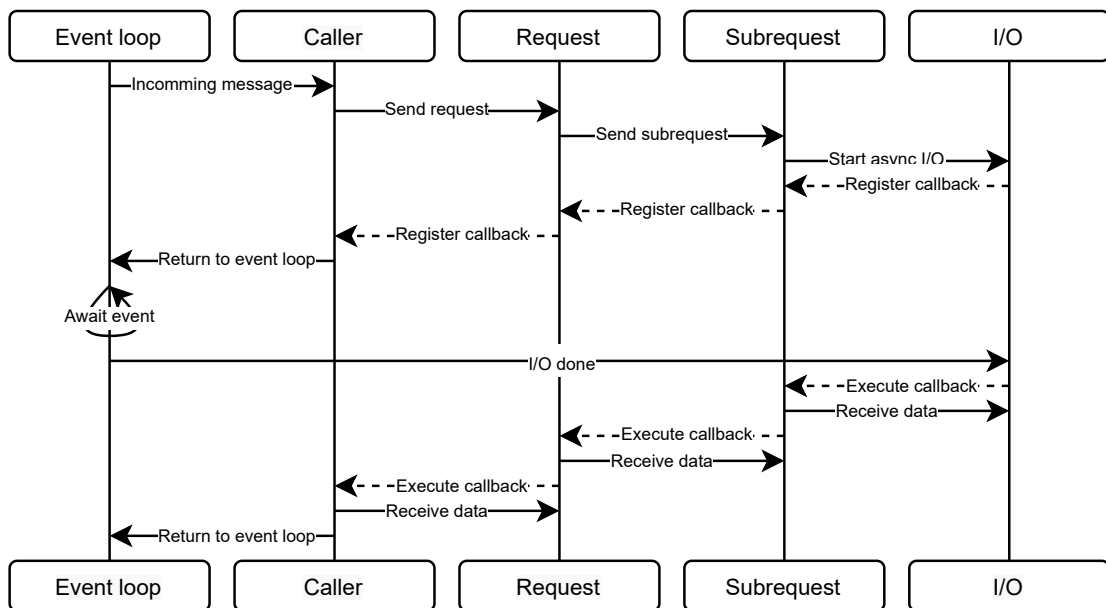 Event loop
Caller
Request
Subrequest
I/O
Incomming message
Send request
Send subrequest
Start async I/O
Register callback
Register callback
Register callback
Return to event loop
Await event
I/O done
Execute callback
Receive data
Execute callback
Receive data
Execute callback
Receive data
Return to event loop
Event loop
Caller
Request
Subrequest
I/O